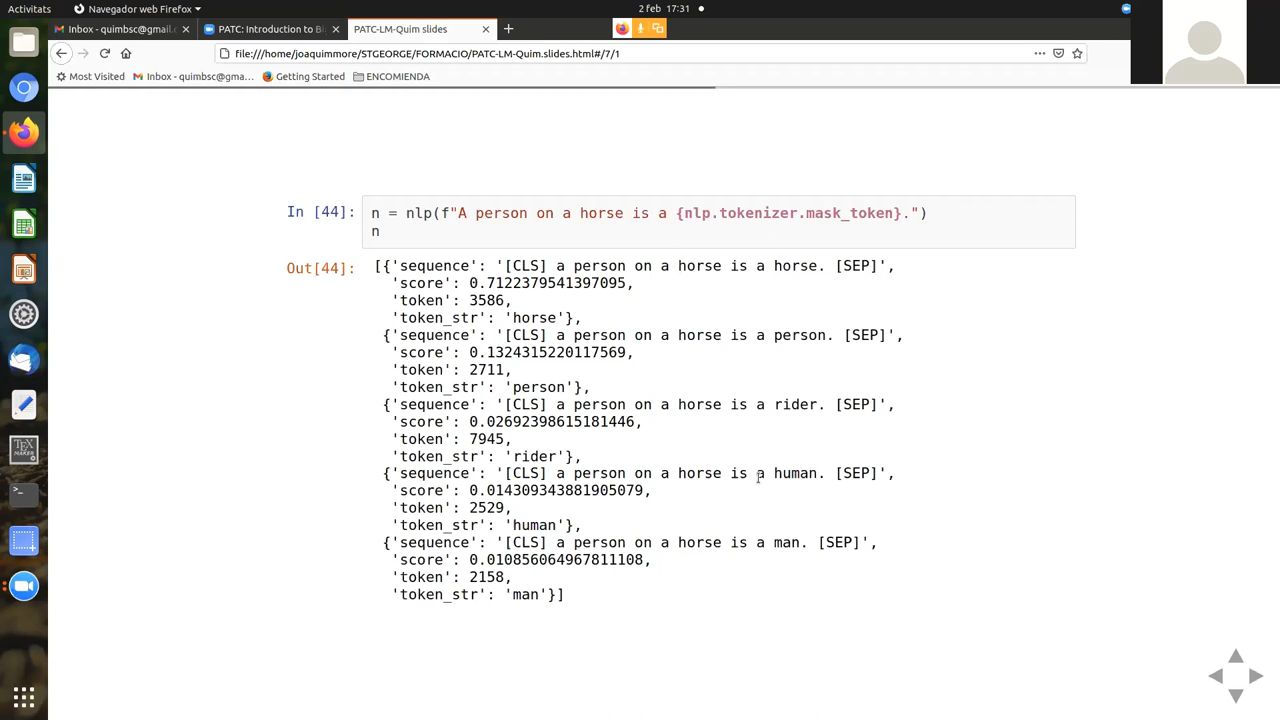 Activitats
Navegador web Firefox
2 feb 17:31
Inbox - quimbsc@gmail.c
PATC: Introduction to Bi
PATC-LM-Quim slides
file:///home/joaquimmore/STGEORGE/FORMACIO/PATC-LM-Quim.slides.html#/7/1
Most Visited
Inbox - quimbsc@gma…
Getting Started
ENCOMIENDA
In [44]:
n = nlp(f"A person on a horse is a {nlp.tokenizer.mask_token}.")
n
Out[44]:
[{'sequence': '[CLS] a person on a horse is a horse. [SEP]',
'score': 0.7122379541397095,
'token': 3586,
'token_str': 'horse'},
{'sequence': '[CLS] a person on a horse is a person. [SEP]',
'score': 0.1324315220117569,
'token': 2711,
'token_str': 'person'},
{'sequence': '[CLS] a person on a horse is a rider. [SEP]',
'score': 0.02692398615181446,
'token': 7945,
'token_str': 'rider'},
{'sequence': '[CLS] a person on a horse is a human. [SEP]',
'score': 0.014309343881905079,
'token': 2529,
'token_str': 'human'},
{'sequence': '[CLS] a person on a horse is a man. [SEP]',
'score': 0.010856064967811108,
'token': 2158,
'token_str': 'man'}]